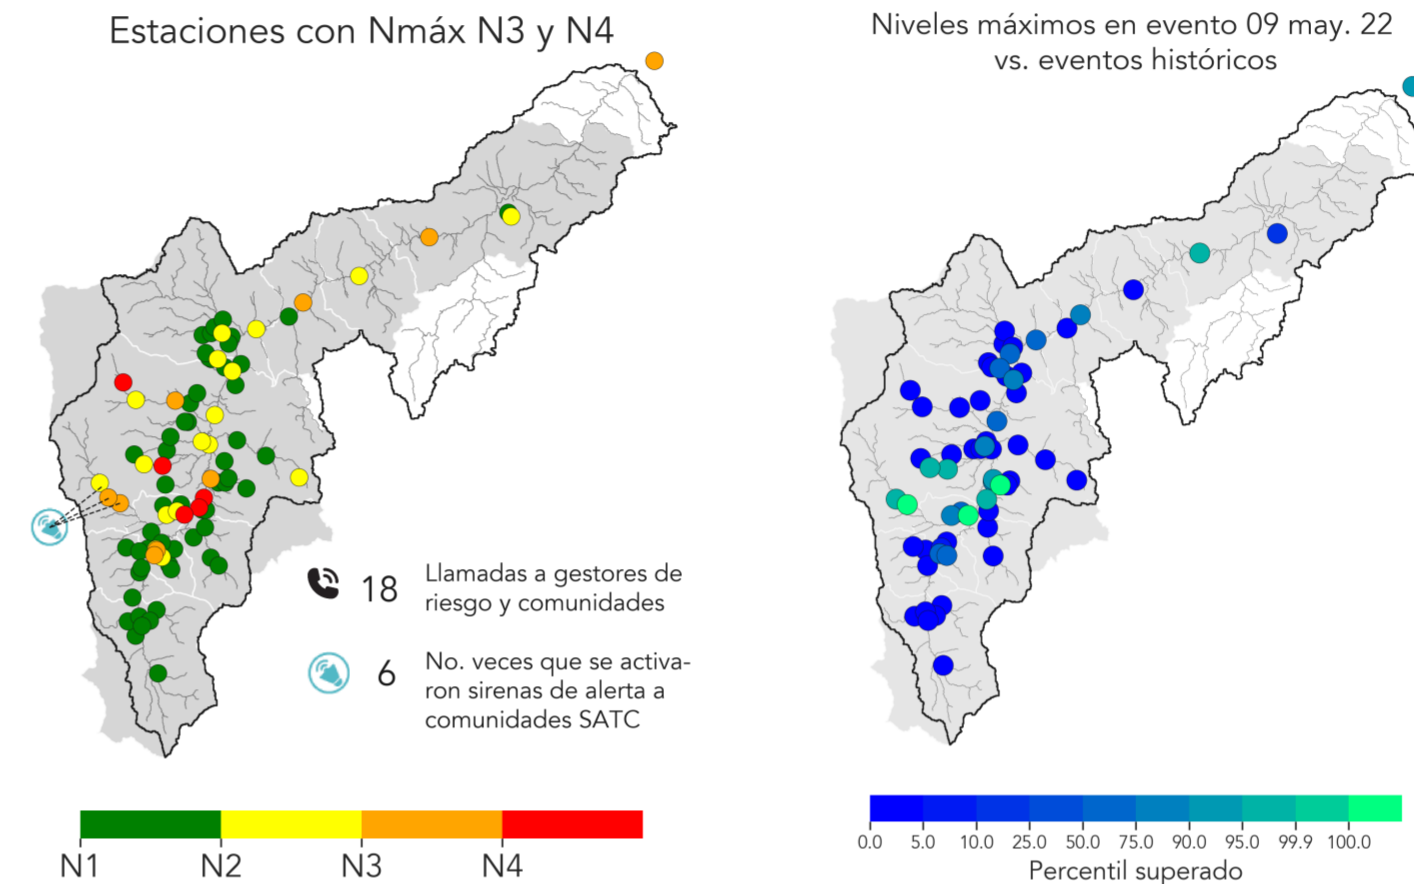 Estaciones con Nmáx N3 y N4
18
Llamadas a gestores de
riesgo y comunidades
6
No. veces que se activa-
ron sirenas de alerta a
comunidades SATC
N1 N2 N3 N4
Niveles máximos en evento 09 may. 22
vs. eventos históricos
0.0 5.0 10.0 25.0 50.0 75.0 90.0 95.0 99.9 100.0
Percentil superado